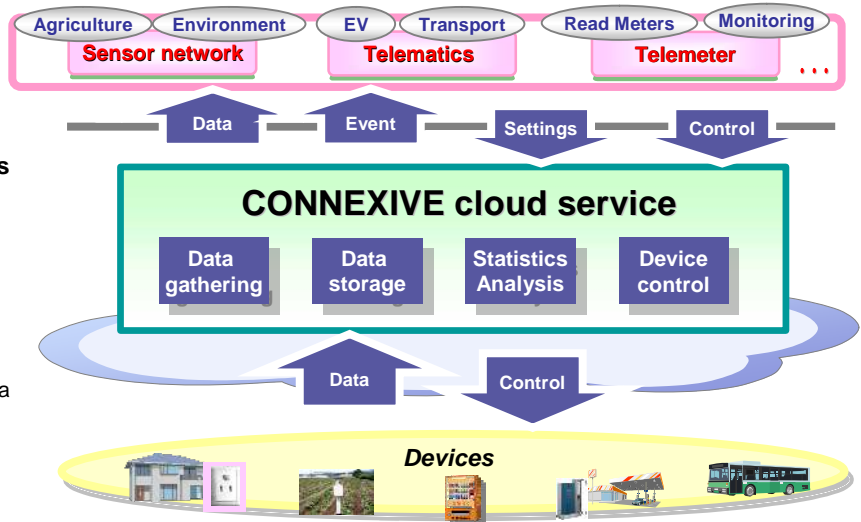 Agriculture Environment EV Transport Read Meters Monitoring
Sensor network Telematics Telemeter ...
Data Event Settings Control
s
CONNEXIVE cloud service
Data gathering
Data storage
Statistics Analysis
Device control
Data Control
a
Devices